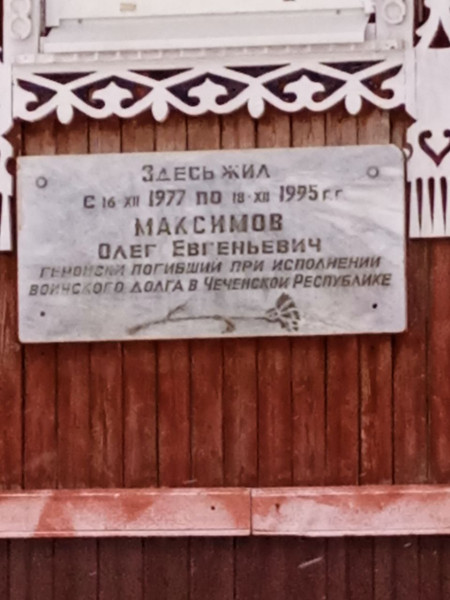 ЗДЕСЬ ЖИЛ
С 16·XII 1977 ПО 18·XII 1995 г.г.
МАКСИМОВ
ОЛЕГ ЕВГЕНЬЕВИЧ
ГЕРОЙСКИ ПОГИБШИЙ ПРИ ИСПОЛНЕНИИ
ВОИНСКОГО ДОЛГА В ЧЕЧЕНСКОЙ РЕСПУБЛИКЕ